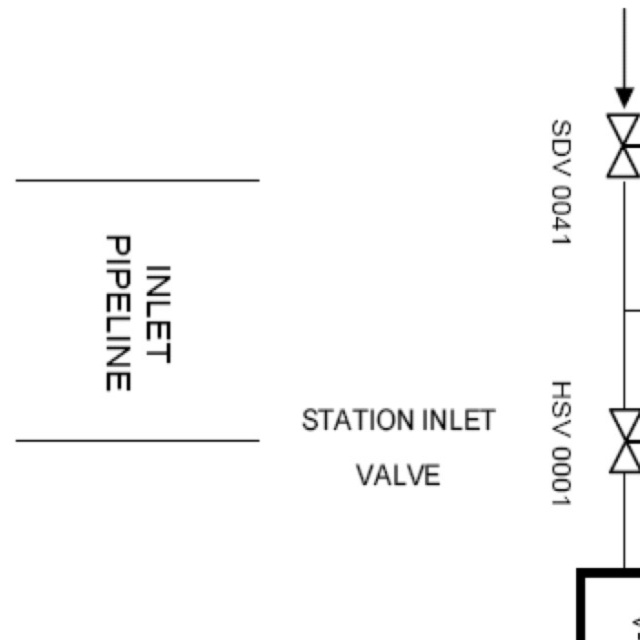 SDV 0041
INLET
PIPELINE
HSV 0001
STATION INLET
VALVE